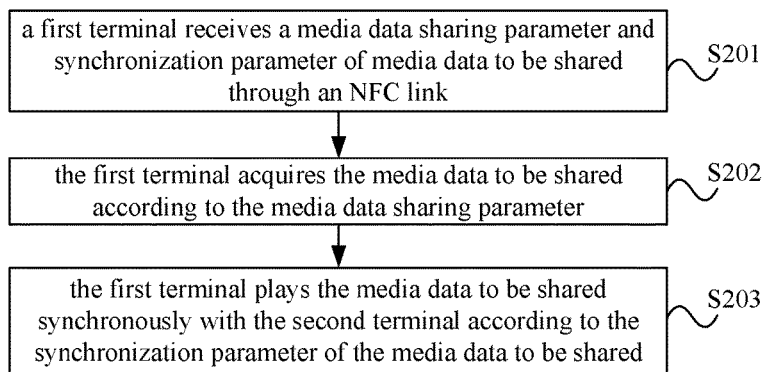 a first terminal receives a media data sharing parameter and
synchronization parameter of media data to be shared
through an NFC link
S201
the first terminal acquires the media data to be shared
according to the media data sharing parameter
S202
the first terminal plays the media data to be shared
synchronously with the second terminal according to the
synchronization parameter of the media data to be shared
S203